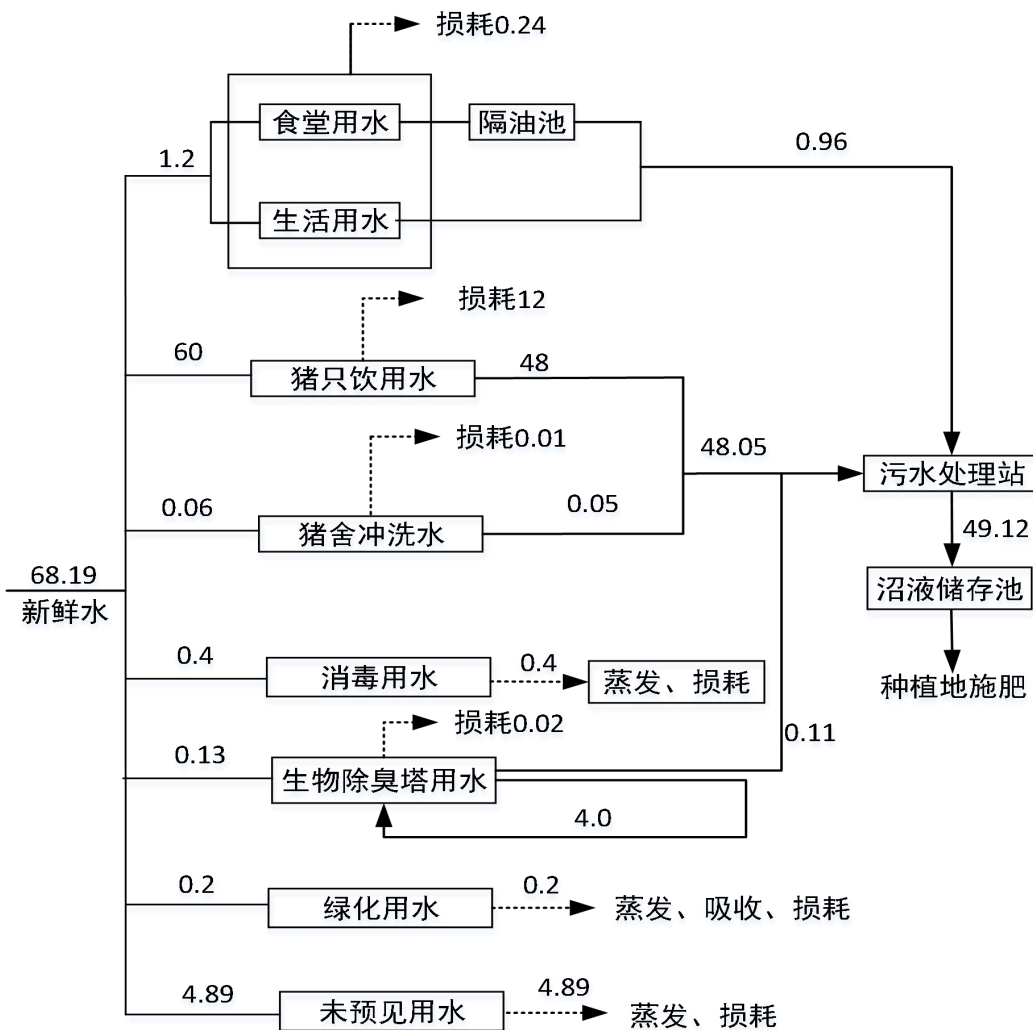 损耗0.24
食堂用水
隔油池
1.2
0.96
生活用水
损耗12
60
猪只饮用水
48
损耗0.01
48.05
污水处理站
0.06
猪舍冲洗水
0.05
49.12
68.19
新鲜水
沼液储存池
0.4
消毒用水
0.4
蒸发、损耗
种植地施肥
损耗0.02
0.11
0.13
生物除臭塔用水
4.0
0.2
绿化用水
0.2
蒸发、吸收、损耗
4.89
未预见用水
4.89
蒸发、损耗